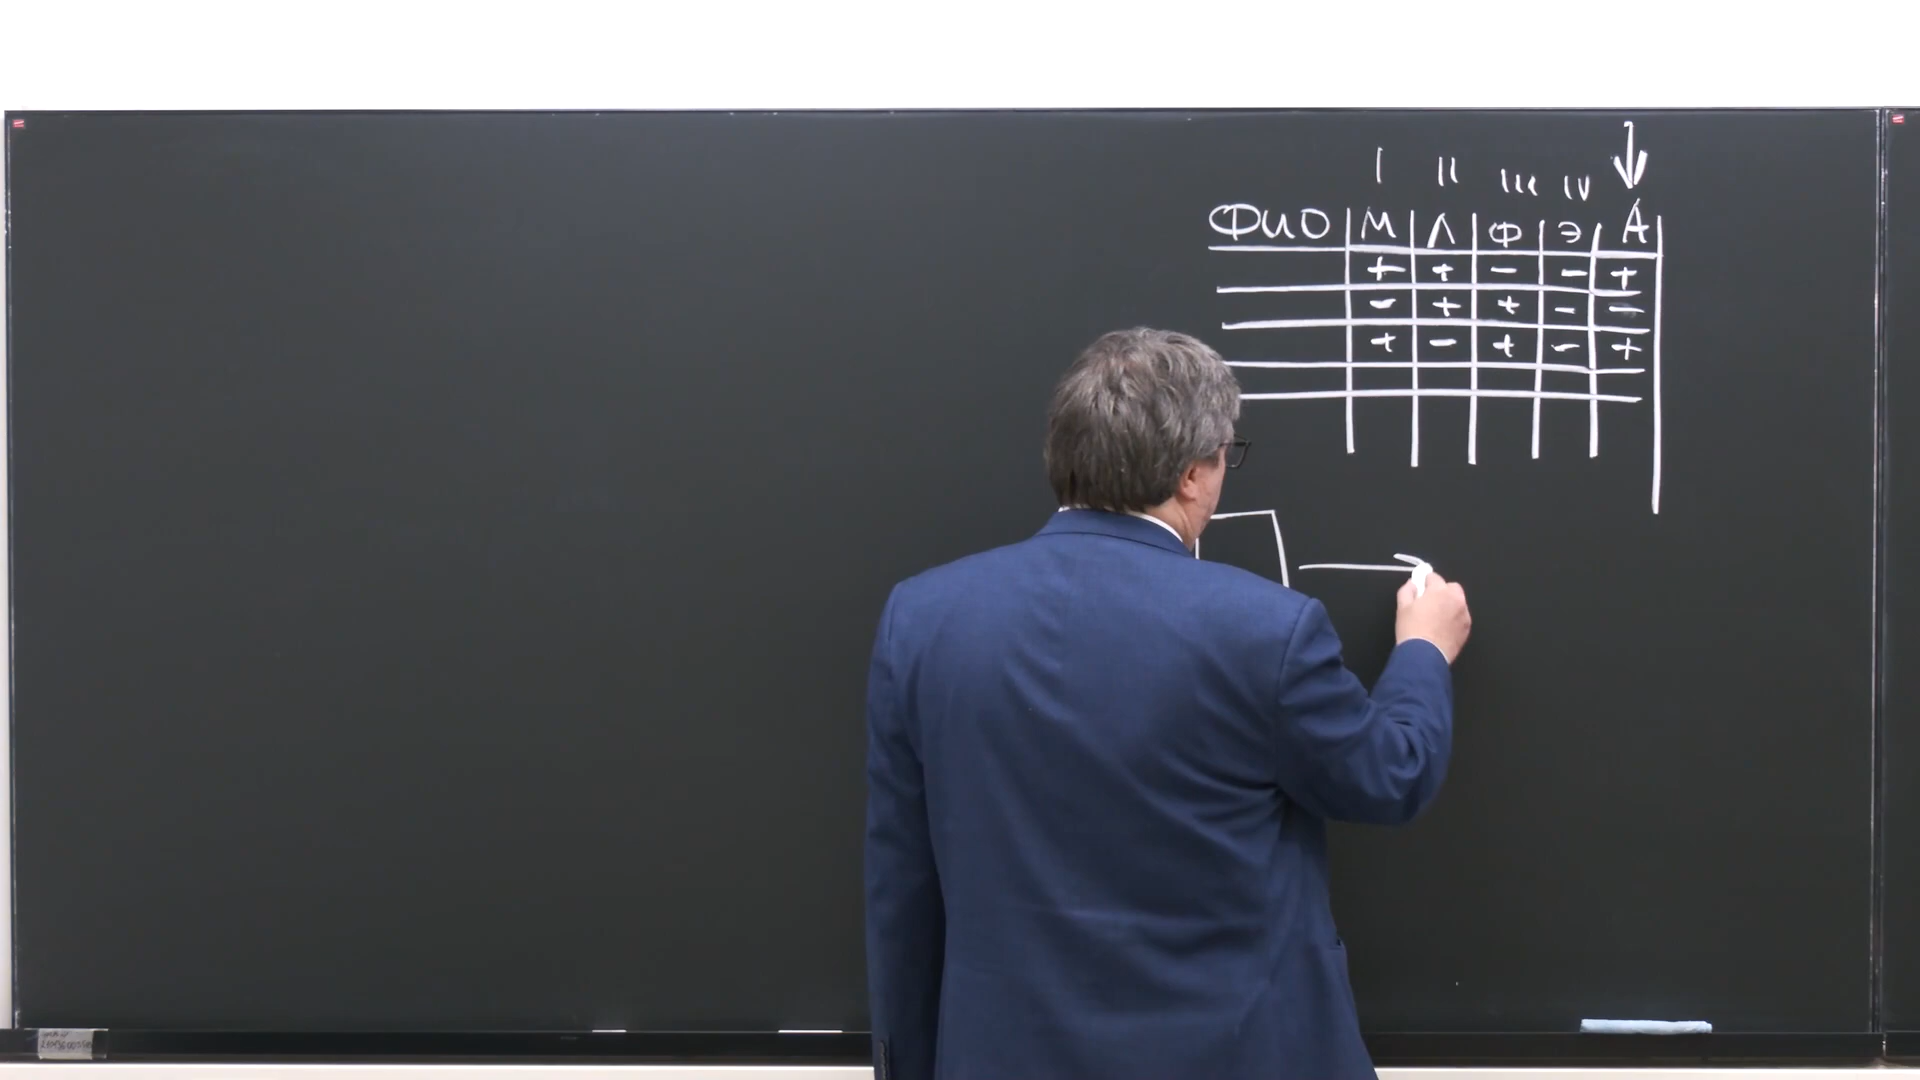 I II III IV
ФИО М Л Ф Э А
+ + - - +
- + + - -
+ - + - +